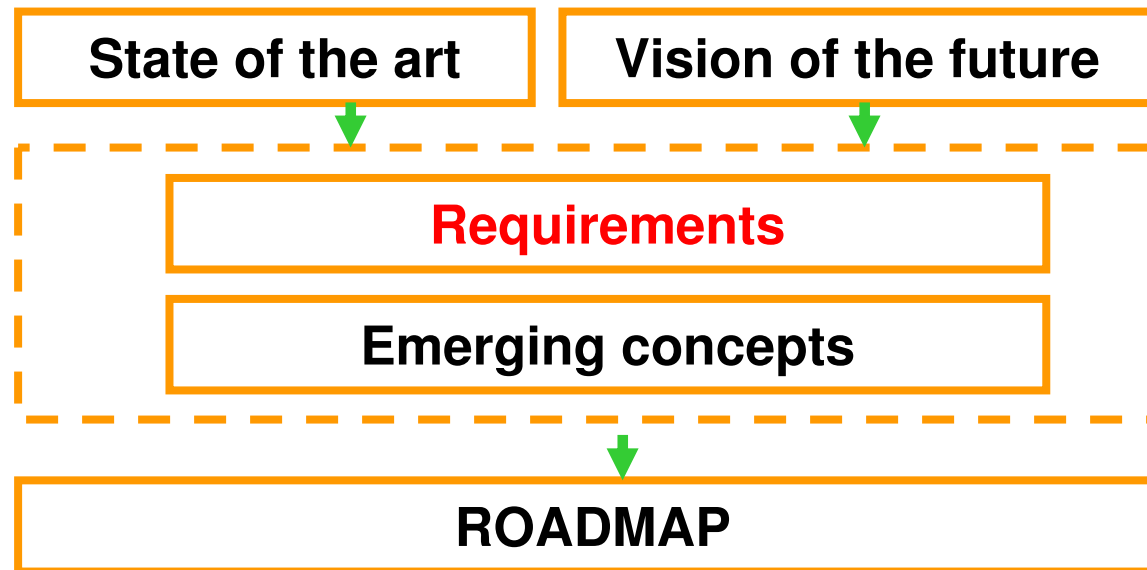 State of the art
Vision of the future
Requirements
Emerging concepts
ROADMAP